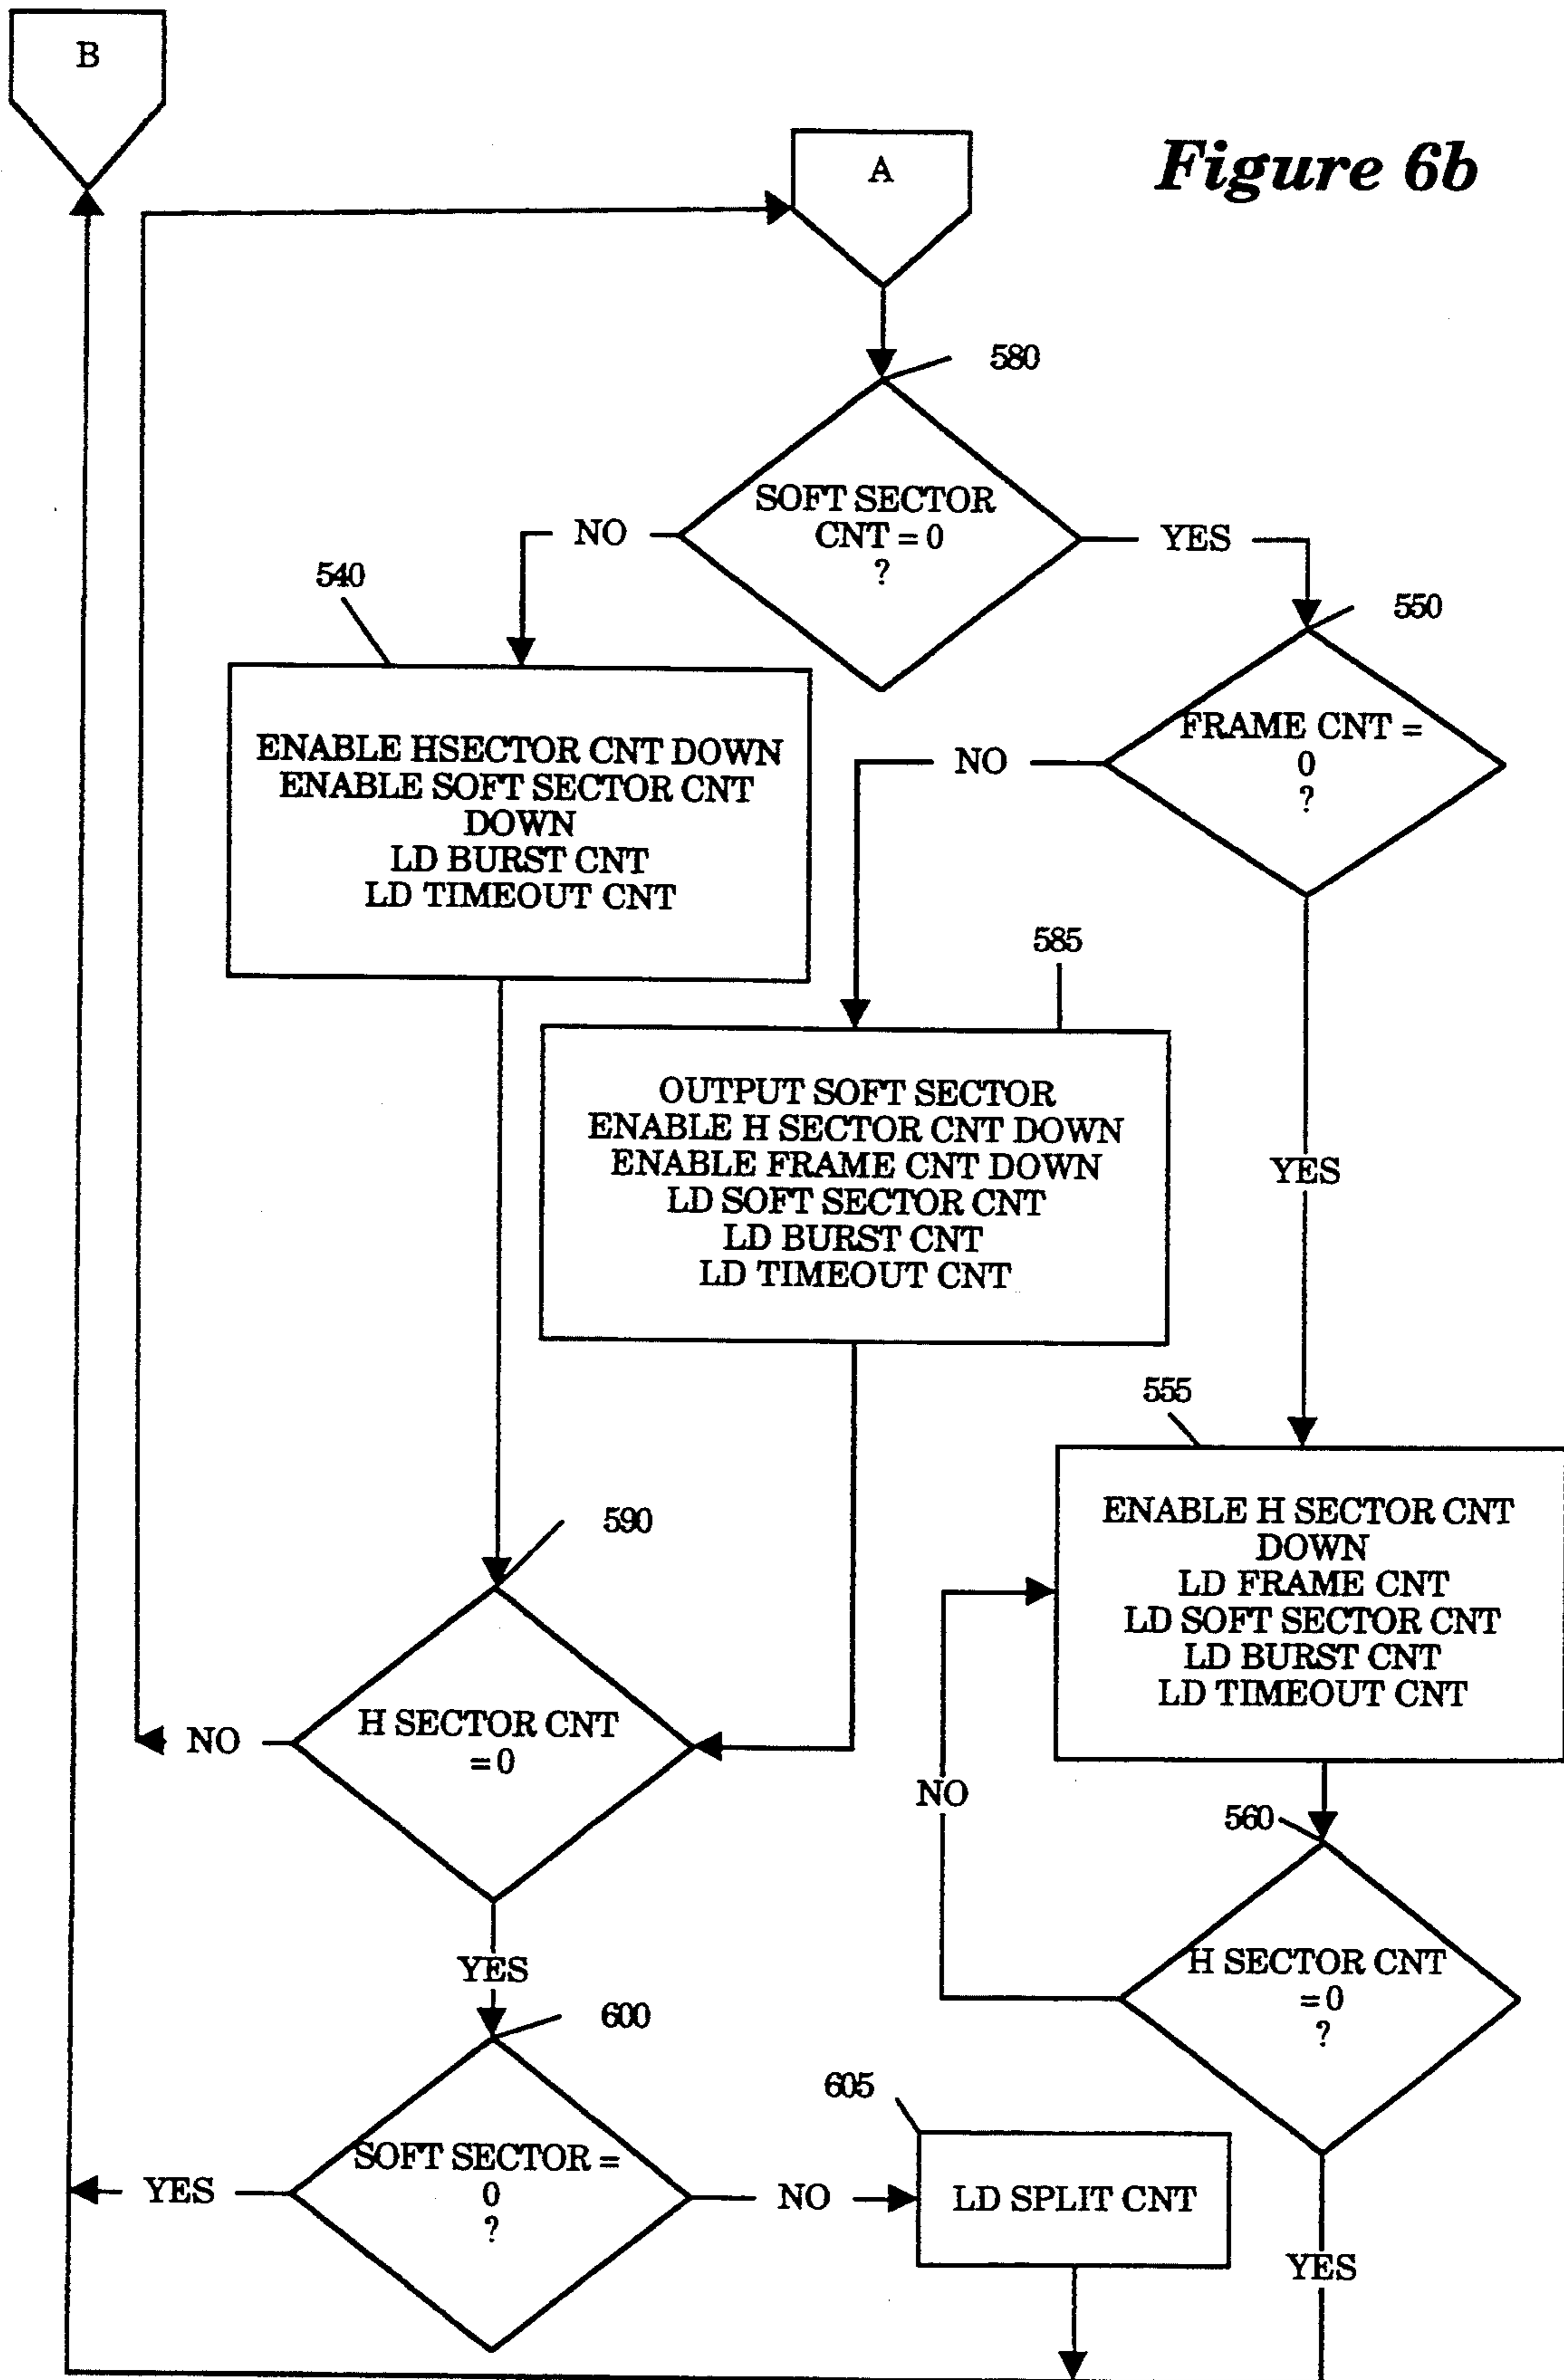 B
A
Figure 6b
580
SOFT SECTOR
CNT = 0
?
NO
YES
540
550
ENABLE HSECTOR CNT DOWN
ENABLE SOFT SECTOR CNT
DOWN
LD BURST CNT
LD TIMEOUT CNT
FRAME CNT =
0
?
NO
585
OUTPUT SOFT SECTOR
ENABLE H SECTOR CNT DOWN
ENABLE FRAME CNT DOWN
LD SOFT SECTOR CNT
LD BURST CNT
LD TIMEOUT CNT
YES
555
ENABLE H SECTOR CNT
DOWN
LD FRAME CNT
LD SOFT SECTOR CNT
LD BURST CNT
LD TIMEOUT CNT
590
H SECTOR CNT
= 0
NO
NO
560
H SECTOR CNT
= 0
?
YES
600
SOFT SECTOR =
0
?
YES
NO
605
LD SPLIT CNT
YES